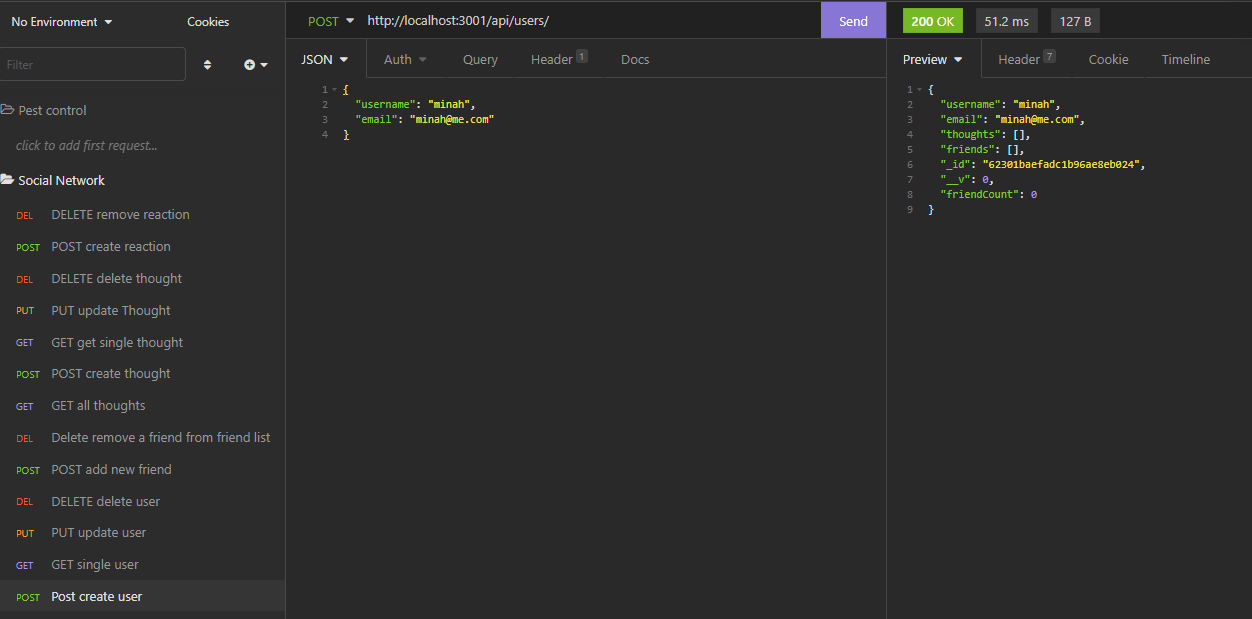 No Environment Cookies
Filter
Pest control
click to add first request...
Social Network
DEL DELETE remove reaction
POST POST create reaction
DEL DELETE delete thought
PUT PUT update Thought
GET GET get single thought
POST POST create thought
GET GET all thoughts
DEL Delete remove a friend from friend list
POST POST add new friend
DEL DELETE delete user
PUT PUT update user
GET GET single user
POST Post create user
POST http://localhost:3001/api/users/ Send
JSON Auth Query Header 1 Docs
1 {
2 "username": "minah",
3 "email": "minah@me.com"
4 }
200 OK 51.2 ms 127 B
Preview Header 7 Cookie Timeline
1 {
2 "username": "minah",
3 "email": "minah@me.com",
4 "thoughts": [],
5 "friends": [],
6 "_id": "62301baefadc1b96ae8eb024",
7 "__v": 0,
8 "friendCount": 0
9 }